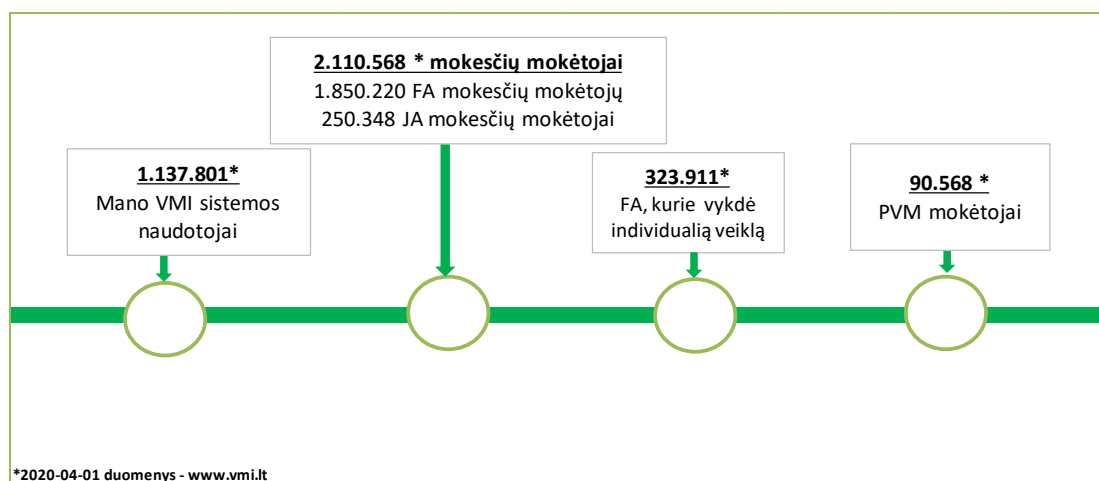 2.110.568 * mokesčių mokėtojai
1.850.220 FA mokesčių mokėtojų
250.348 JA mokesčių mokėtojai
1.137.801*
Mano VMI sistemos
naudotojai
323.911*
FA, kurie vykdė
individualią veiklą
90.568 *
PVM mokėtojai
*2020-04-01 duomenys - www.vmi.lt